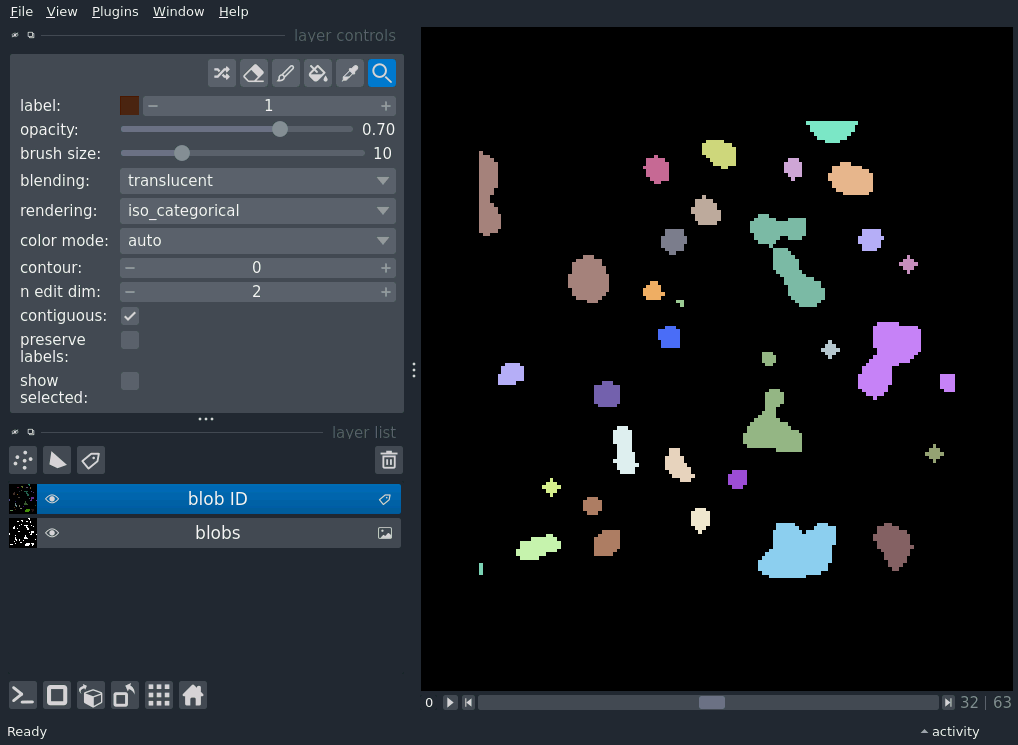 File View Plugins Window Help
layer controls
label: 1
opacity: 0.70
brush size: 10
blending: translucent
rendering: iso_categorical
color mode: auto
contour: 0
n edit dim: 2
contiguous:
preserve
labels:
show
selected:
layer list
blob ID
blobs
0 32 | 63
Ready activity